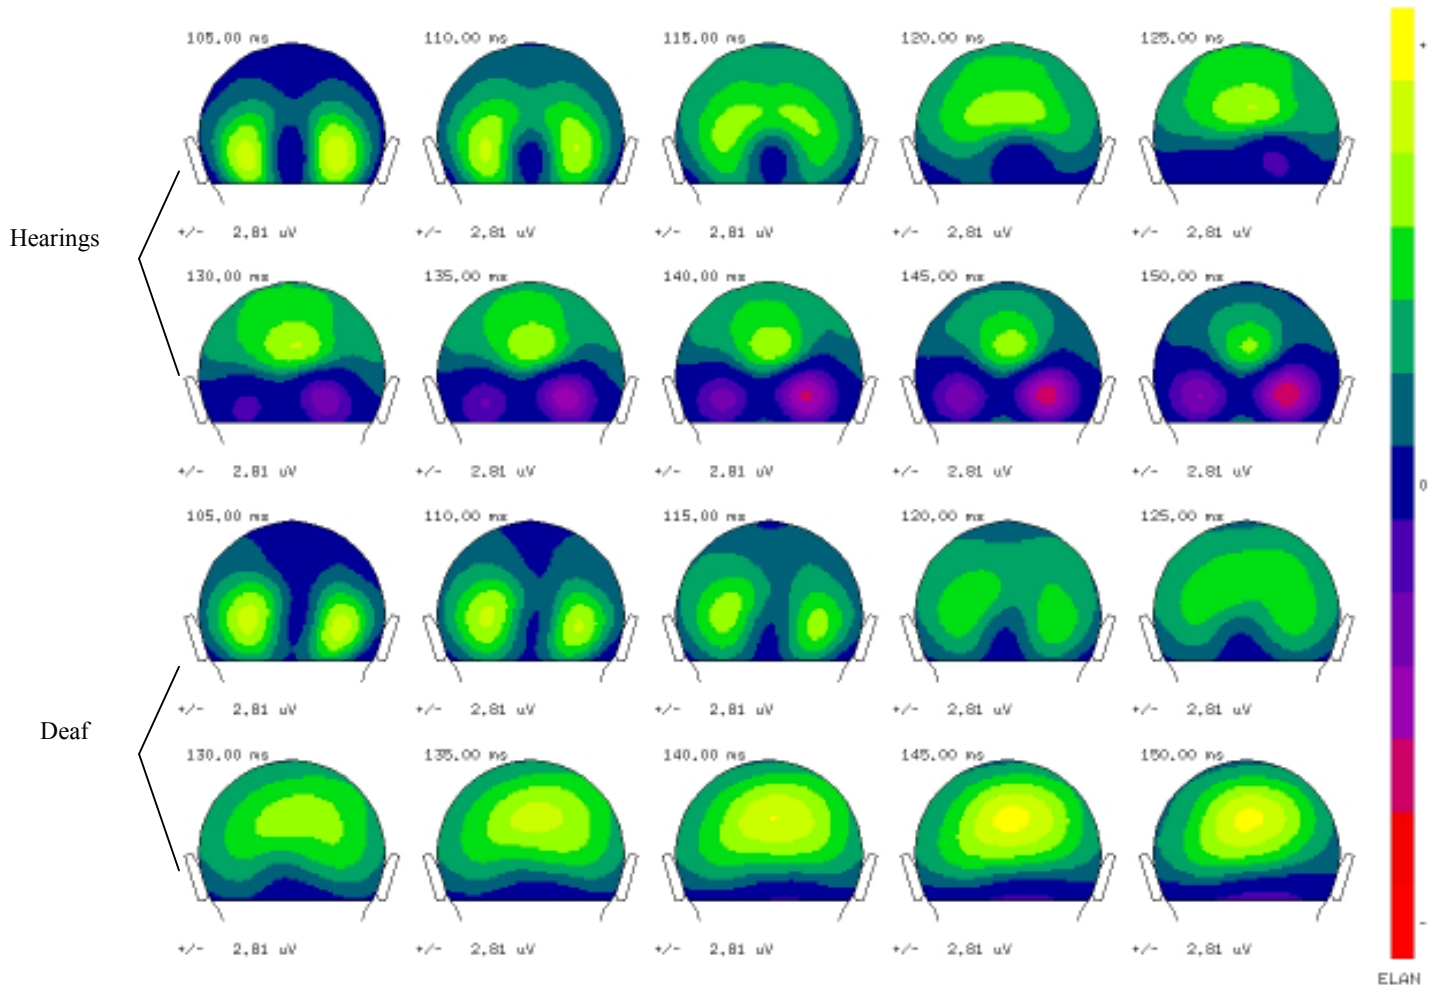 105.00 ms 110.00 ms 115.00 ms 120.00 ms 125.00 ms +
+/- 2.81 uV +/- 2.81 uV +/- 2.81 uV +/- 2.81 uV +/- 2.81 uV
Hearings
130.00 ms 135.00 ms 140.00 ms 145.00 ms 150.00 ms
+/- 2.81 uV +/- 2.81 uV +/- 2.81 uV +/- 2.81 uV +/- 2.81 uV
0
105.00 ms 110.00 ms 115.00 ms 120.00 ms 125.00 ms
+/- 2.81 uV +/- 2.81 uV +/- 2.81 uV +/- 2.81 uV +/- 2.81 uV
Deaf
130.00 ms 135.00 ms 140.00 ms 145.00 ms 150.00 ms
+/- 2.81 uV +/- 2.81 uV +/- 2.81 uV +/- 2.81 uV +/- 2.81 uV
-
ELAN